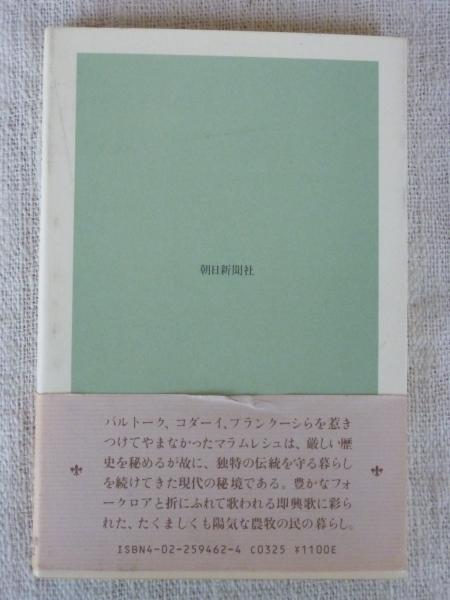 朝日新聞社
バルトーク、コダーイ、ブランクーシらを惹き
つけてやまなかったマラムレシュは、厳しい歴
史を秘めるが故に、独特の伝統を守る暮らし
を続けてきた現代の秘境である。豊かなフォ
ークロアと折にふれて歌われる即興歌に彩ら
れた、たくましくも陽気な農牧の民の暮らし。
ISBN4-02-259462-4 C0325 ¥1100E